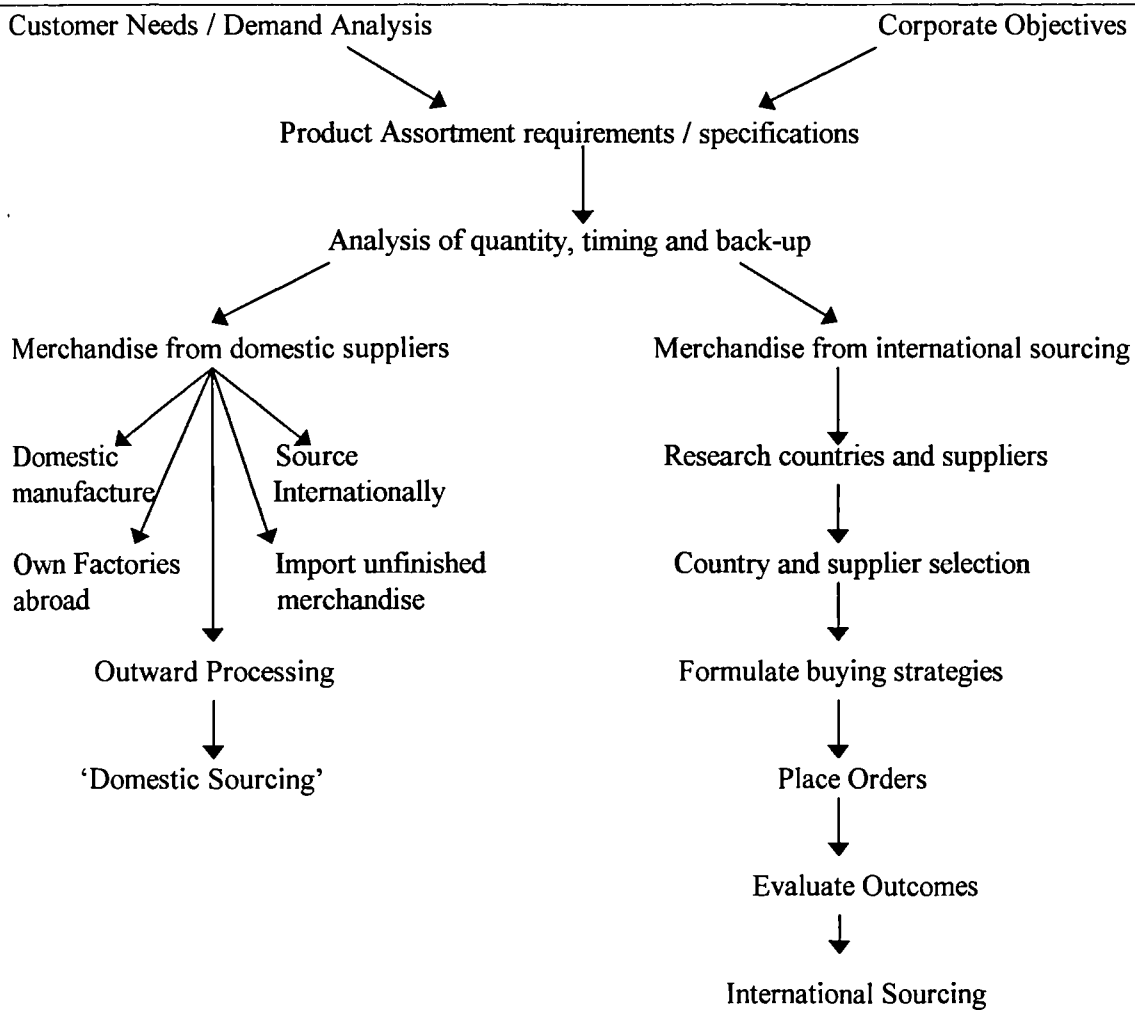 Customer Needs / Demand Analysis
Corporate Objectives
Product Assortment requirements / specifications
Analysis of quantity, timing and back-up
Merchandise from domestic suppliers
Merchandise from international sourcing
Domestic
manufacture
Source
Internationally
Research countries and suppliers
Own Factories
abroad
Import unfinished
merchandise
Country and supplier selection
Outward Processing
Formulate buying strategies
‘Domestic Sourcing’
Place Orders
Evaluate Outcomes
International Sourcing